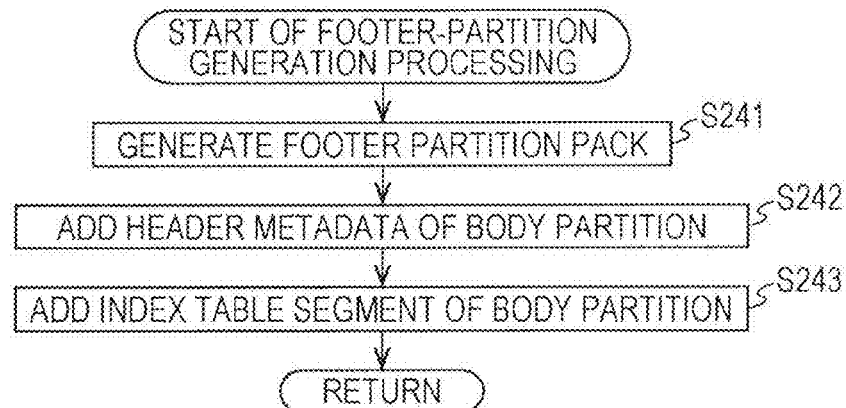 START OF FOOTER-PARTITION
GENERATION PROCESSING
S241
GENERATE FOOTER PARTITION PACK
S242
ADD HEADER METADATA OF BODY PARTITION
S243
ADD INDEX TABLE SEGMENT OF BODY PARTITION
RETURN